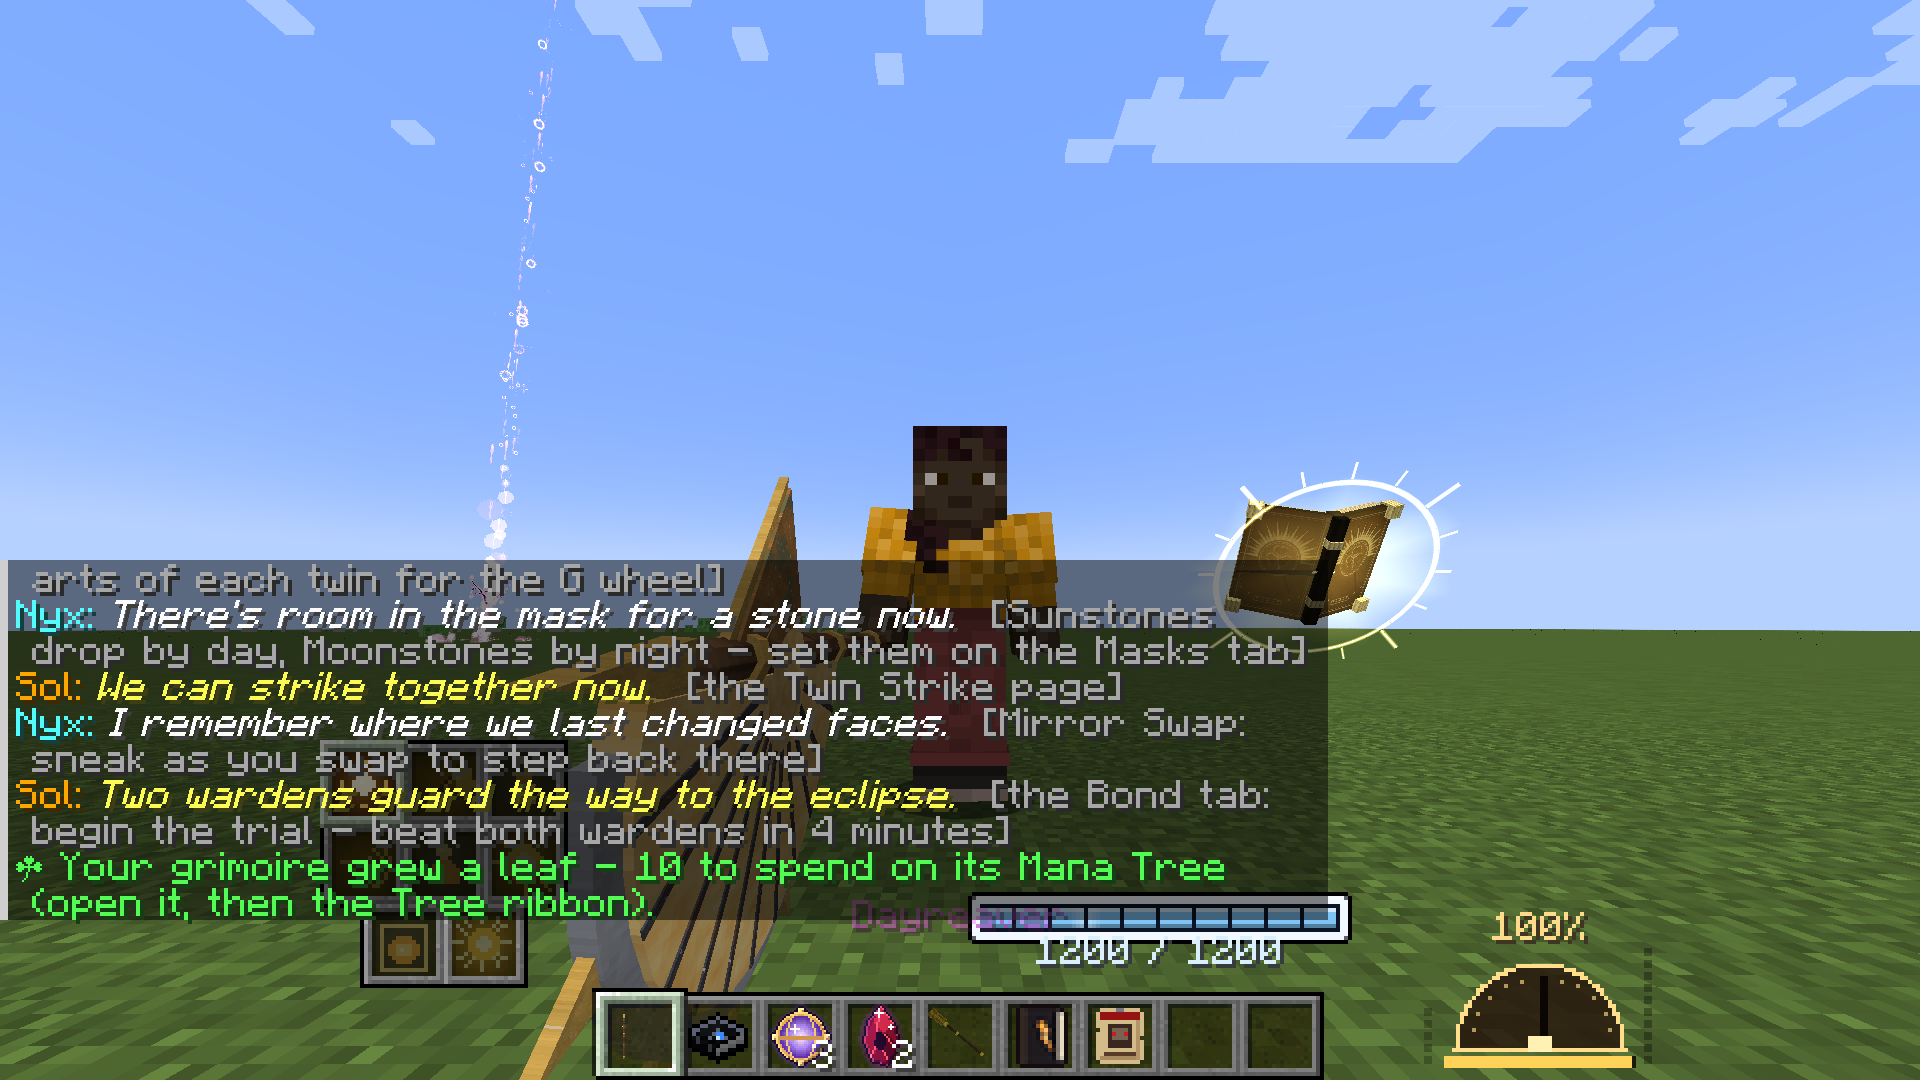 arts of each twin for the G wheel]
Nyx: There's room in the mask for a stone now. [Sunstones
drop by day, Moonstones by night - set them on the Masks tab]
Sol: We can strike together now. [the Twin Strike page]
Nyx: I remember where we last changed faces. [Mirror Swap:
sneak as you swap to step back there]
Sol: Two wardens guard the way to the eclipse. [the Bond tab:
begin the trial - beat both wardens in 4 minutes]
☘ Your grimoire grew a leaf - 10 to spend on its Mana Tree
(open it, then the Tree ribbon).
Dayreaver
1200 / 1200
100%
3
2